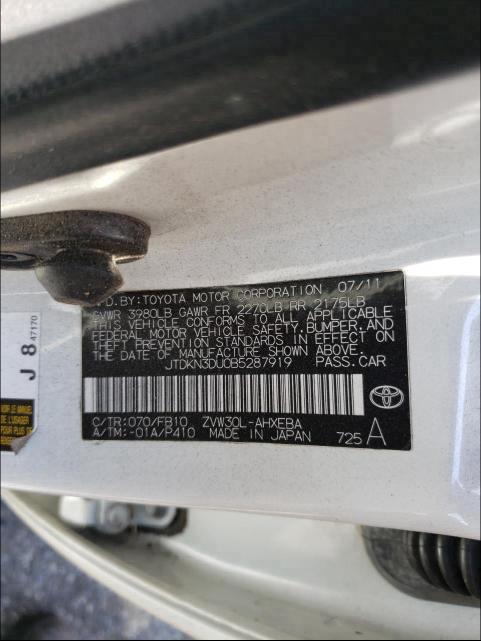 MFD.BY:TOYOTA MOTOR CORPORATION 07/11
GVWR 3980LB GAWR FR 2270LB RR 2175LB
THIS VEHICLE CONFORMS TO ALL APPLICABLE
FEDERAL MOTOR VEHICLE SAFETY, BUMPER, AND
THEFT PREVENTION STANDARDS IN EFFECT ON
THE DATE OF MANUFACTURE SHOWN ABOVE.
JTDKN3DU0B5287919 PASS.CAR
C/TR:070/FB10 ZVW30L-AHXEBA
A/TM:-01A/P410 MADE IN JAPAN 725 A
J 8 47170